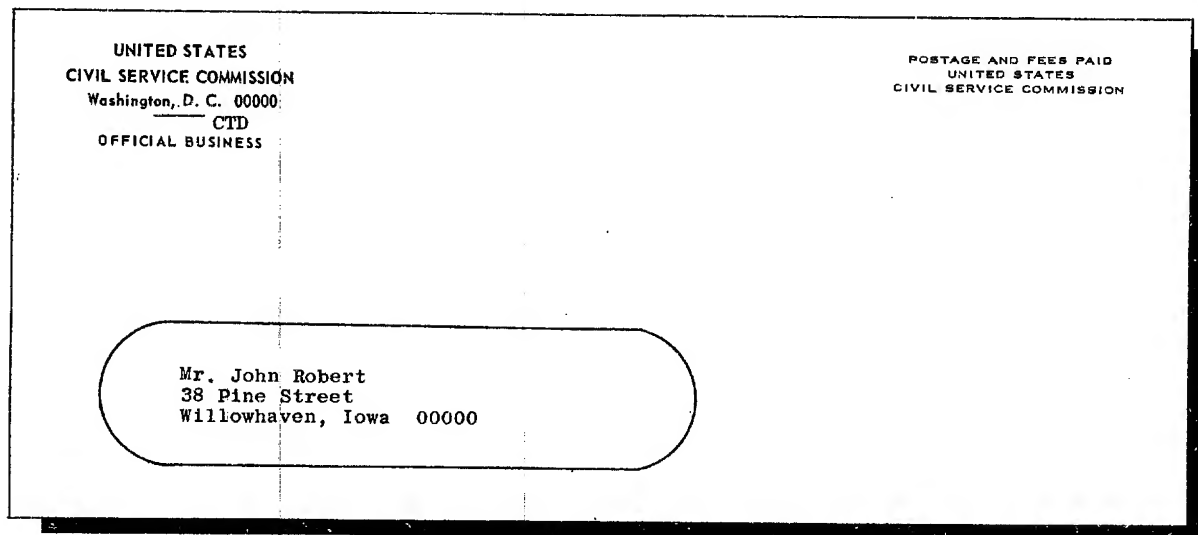 UNITED STATES
CIVIL SERVICE COMMISSION
Washington, D. C. 00000
CTD
OFFICIAL BUSINESS
POSTAGE AND FEES PAID
UNITED STATES
CIVIL SERVICE COMMISSION
Mr. John Robert
38 Pine Street
Willowhaven, Iowa 00000